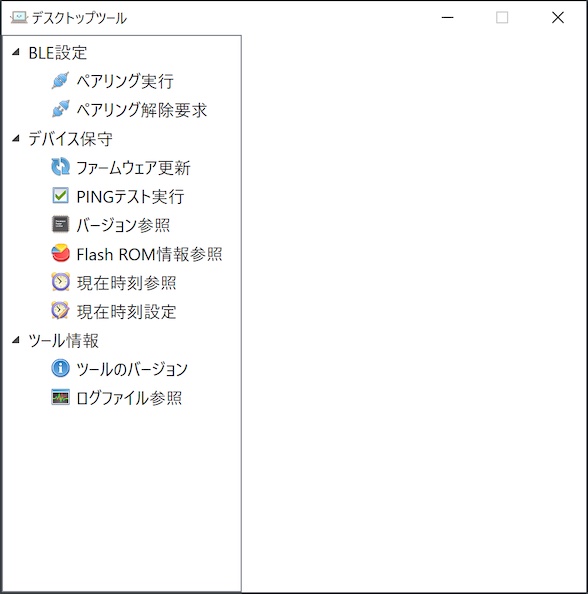 デスクトップツール
BLE設定
ペアリング実行
ペアリング解除要求
デバイス保守
ファームウェア更新
PINGテスト実行
バージョン参照
Flash ROM情報参照
現在時刻参照
現在時刻設定
ツール情報
ツールのバージョン
ログファイル参照